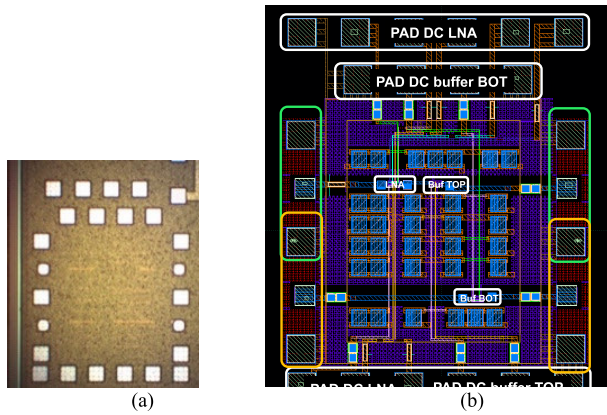 PAD DC LNA
PAD DC buffer BOT
LNA
Buf TOP
Buf BOT
PAD DC LNA PAD DC buffer TOP
(a) (b)